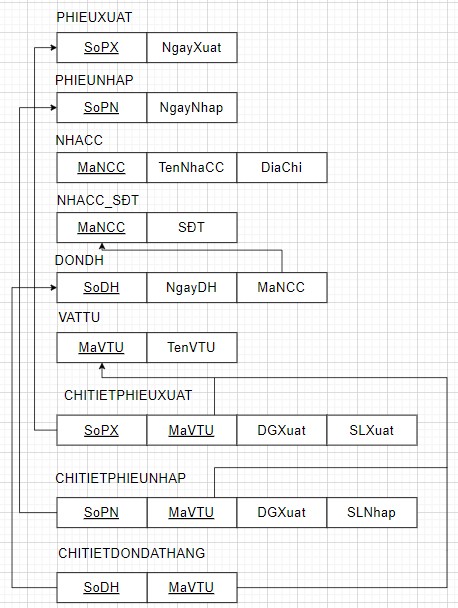 PHIEUXUAT
SoPX NgayXuat
PHIEUNHAP
SoPN NgayNhap
NHACC
MaNCC TenNhaCC DiaChi
NHACC_SĐT
MaNCC SĐT
DONDH
SoDH NgayDH MaNCC
VATTU
MaVTU TenVTU
CHITIETPHIEUXUAT
SoPX MaVTU DGXuat SLXuat
CHITIETPHIEUNHAP
SoPN MaVTU DGXuat SLNhap
CHITIETDONDATHANG
SoDH MaVTU